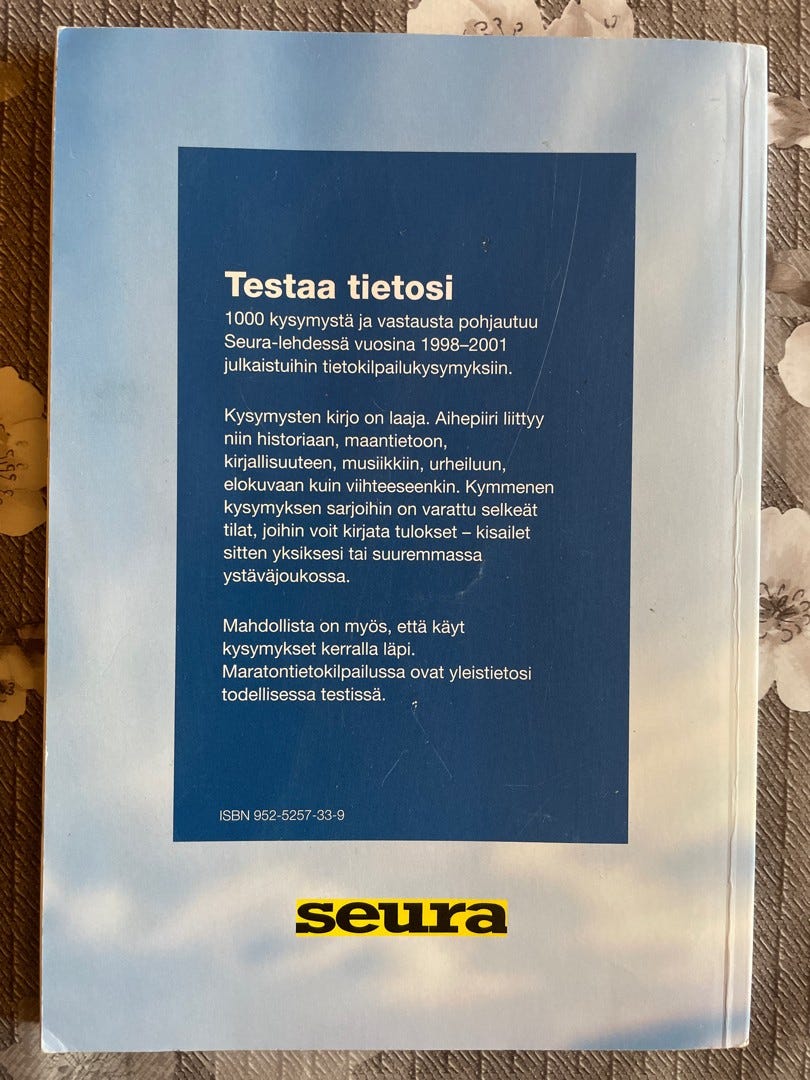 Testaa tietosi
1000 kysymystä ja vastausta pohjautuu
Seura-lehdessä vuosina 1998–2001
julkaistuihin tietokilpailukysymyksiin.
Kysymysten kirjo on laaja. Aihepiiri liittyy
niin historiaan, maantietoon,
kirjallisuuteen, musiikkiin, urheiluun,
elokuvaan kuin viihteeseenkin. Kymmenen
kysymyksen sarjoihin on varattu selkeät
tilat, joihin voit kirjata tulokset – kisailet
sitten yksiksesi tai suuremmassa
ystäväjoukossa.
Mahdollista on myös, että käyt
kysymykset kerralla läpi.
Maratontietokilpailussa ovat yleistietosi
todellisessa testissä.
ISBN 952-5257-33-9
seura